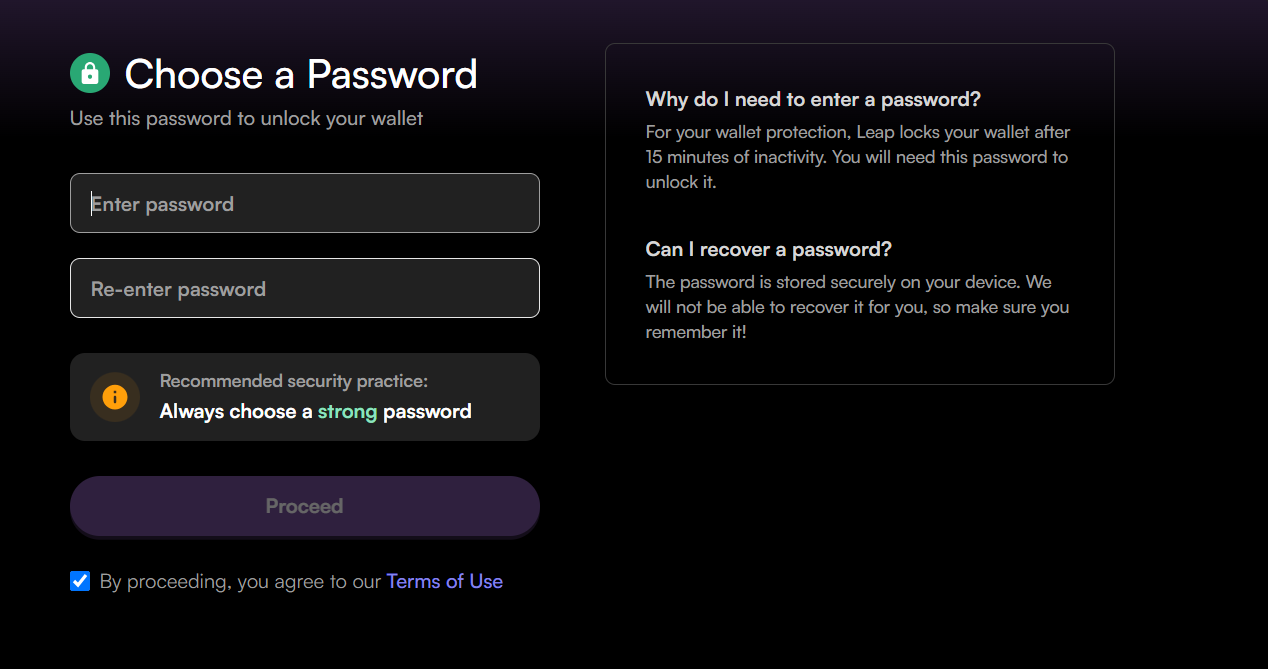 Choose a Password
Use this password to unlock your wallet
Enter password
Re-enter password
Recommended security practice:
Always choose a strong password
Proceed
By proceeding, you agree to our Terms of Use
Why do I need to enter a password?
For your wallet protection, Leap locks your wallet after
15 minutes of inactivity. You will need this password to
unlock it.
Can I recover a password?
The password is stored securely on your device. We
will not be able to recover it for you, so make sure you
remember it!